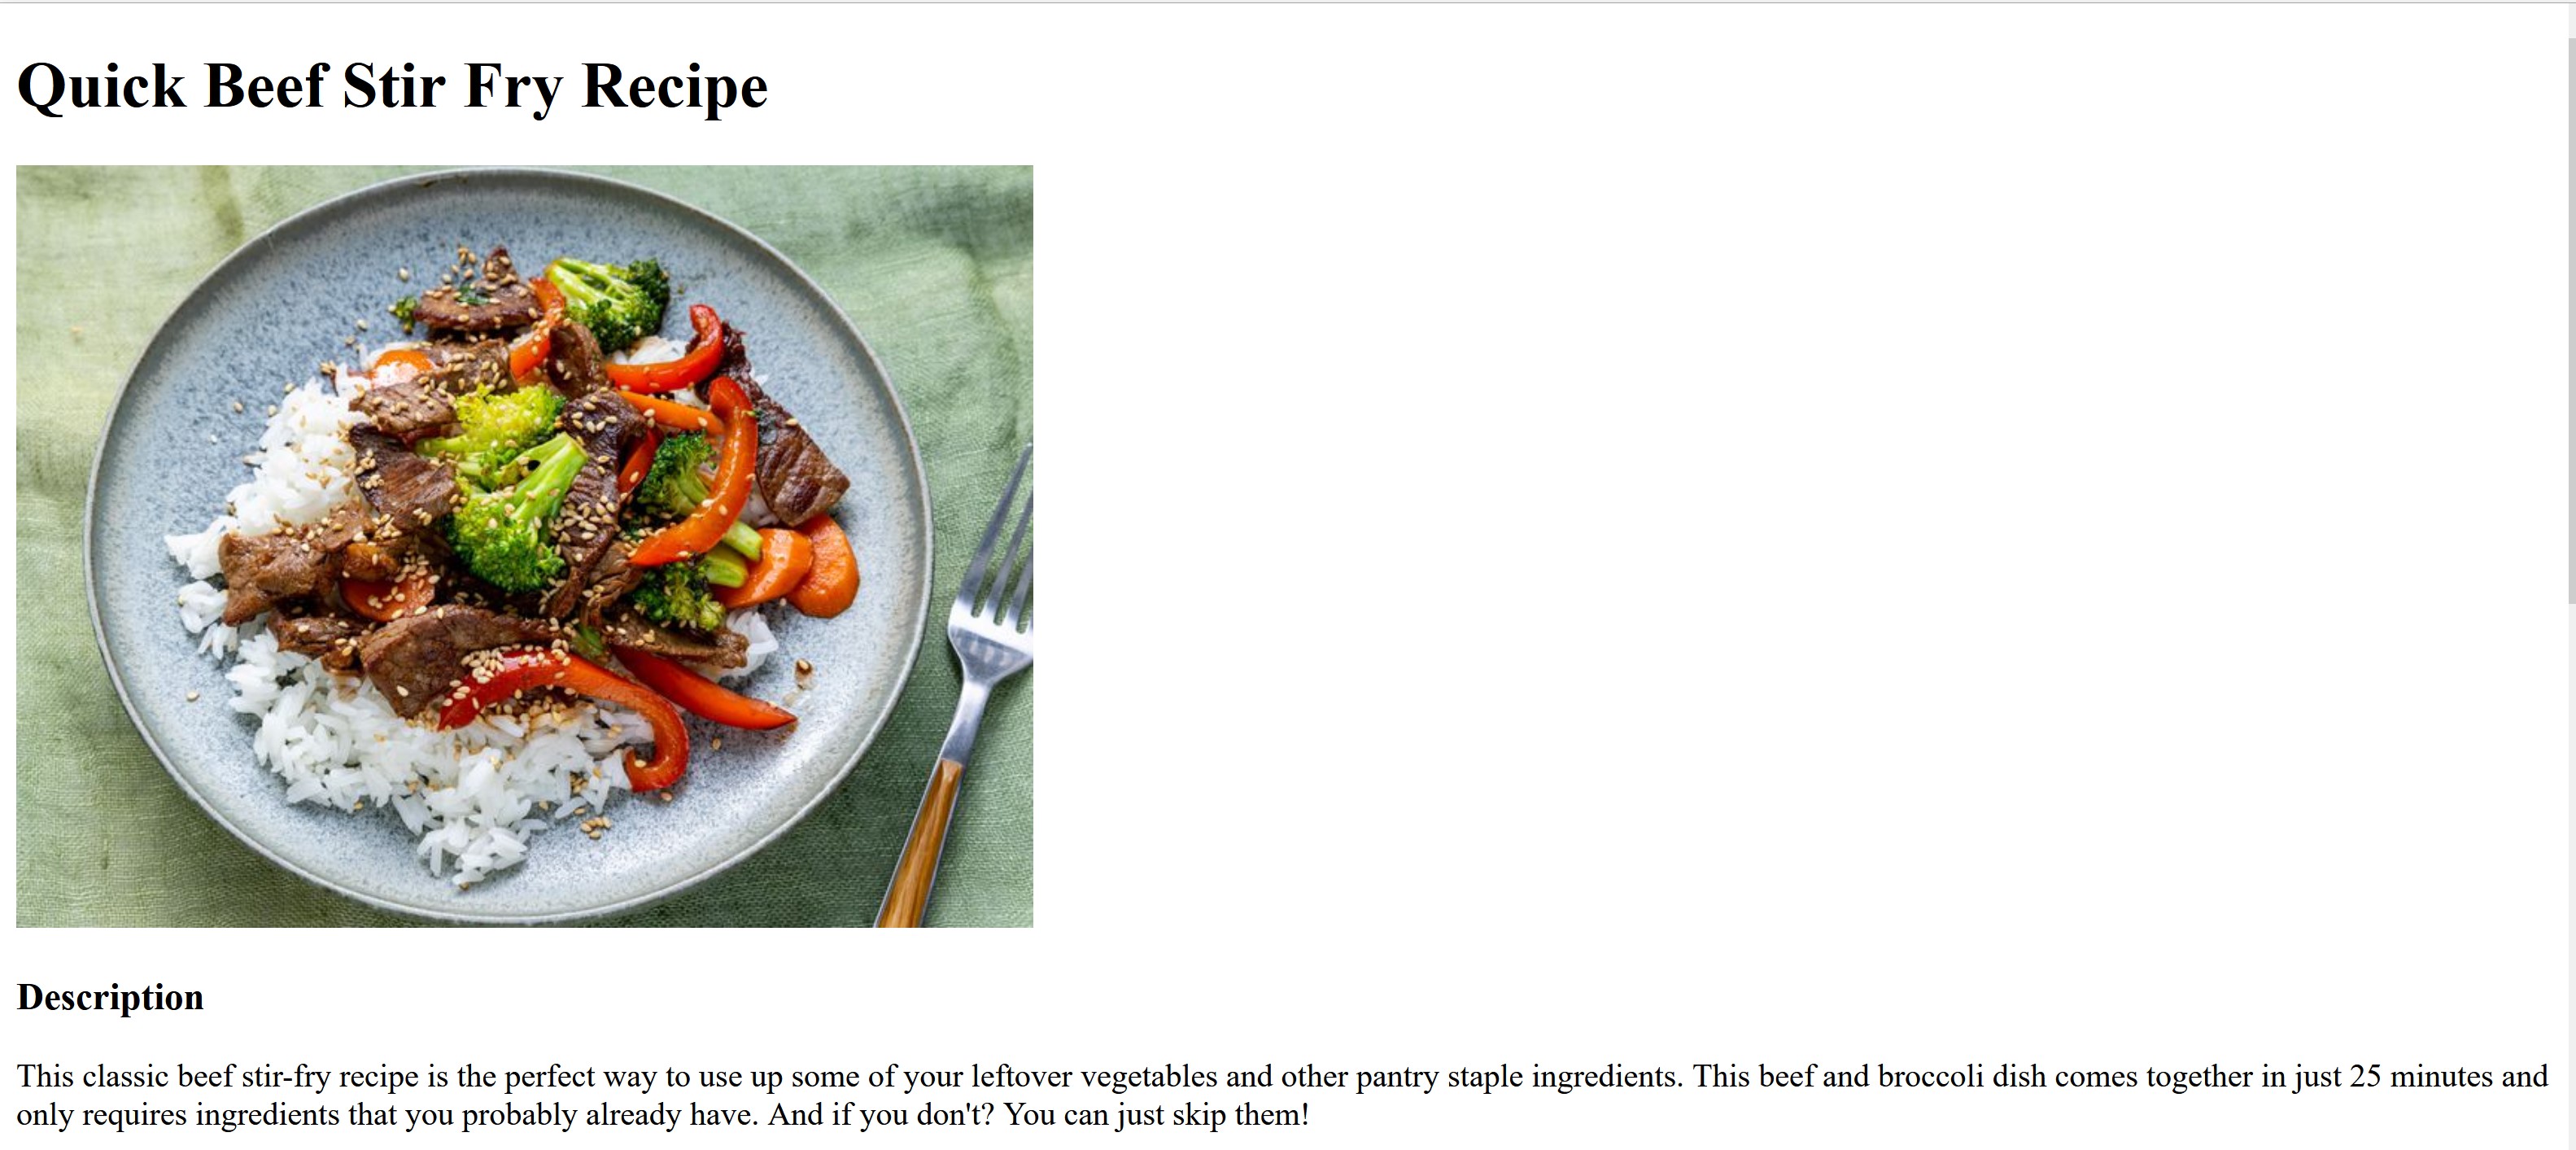 Quick Beef Stir Fry Recipe
Description
This classic beef stir-fry recipe is the perfect way to use up some of your leftover vegetables and other pantry staple ingredients. This beef and broccoli dish comes together in just 25 minutes and
only requires ingredients that you probably already have. And if you don't? You can just skip them!